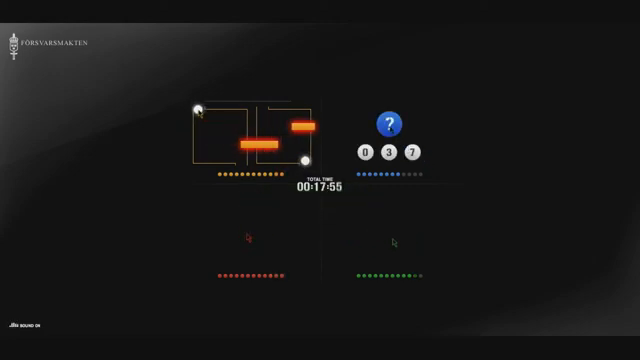 FÖRSVARSMAKTEN
?
0 3 7
TOTAL TIME
00:17:55
SOUND ON